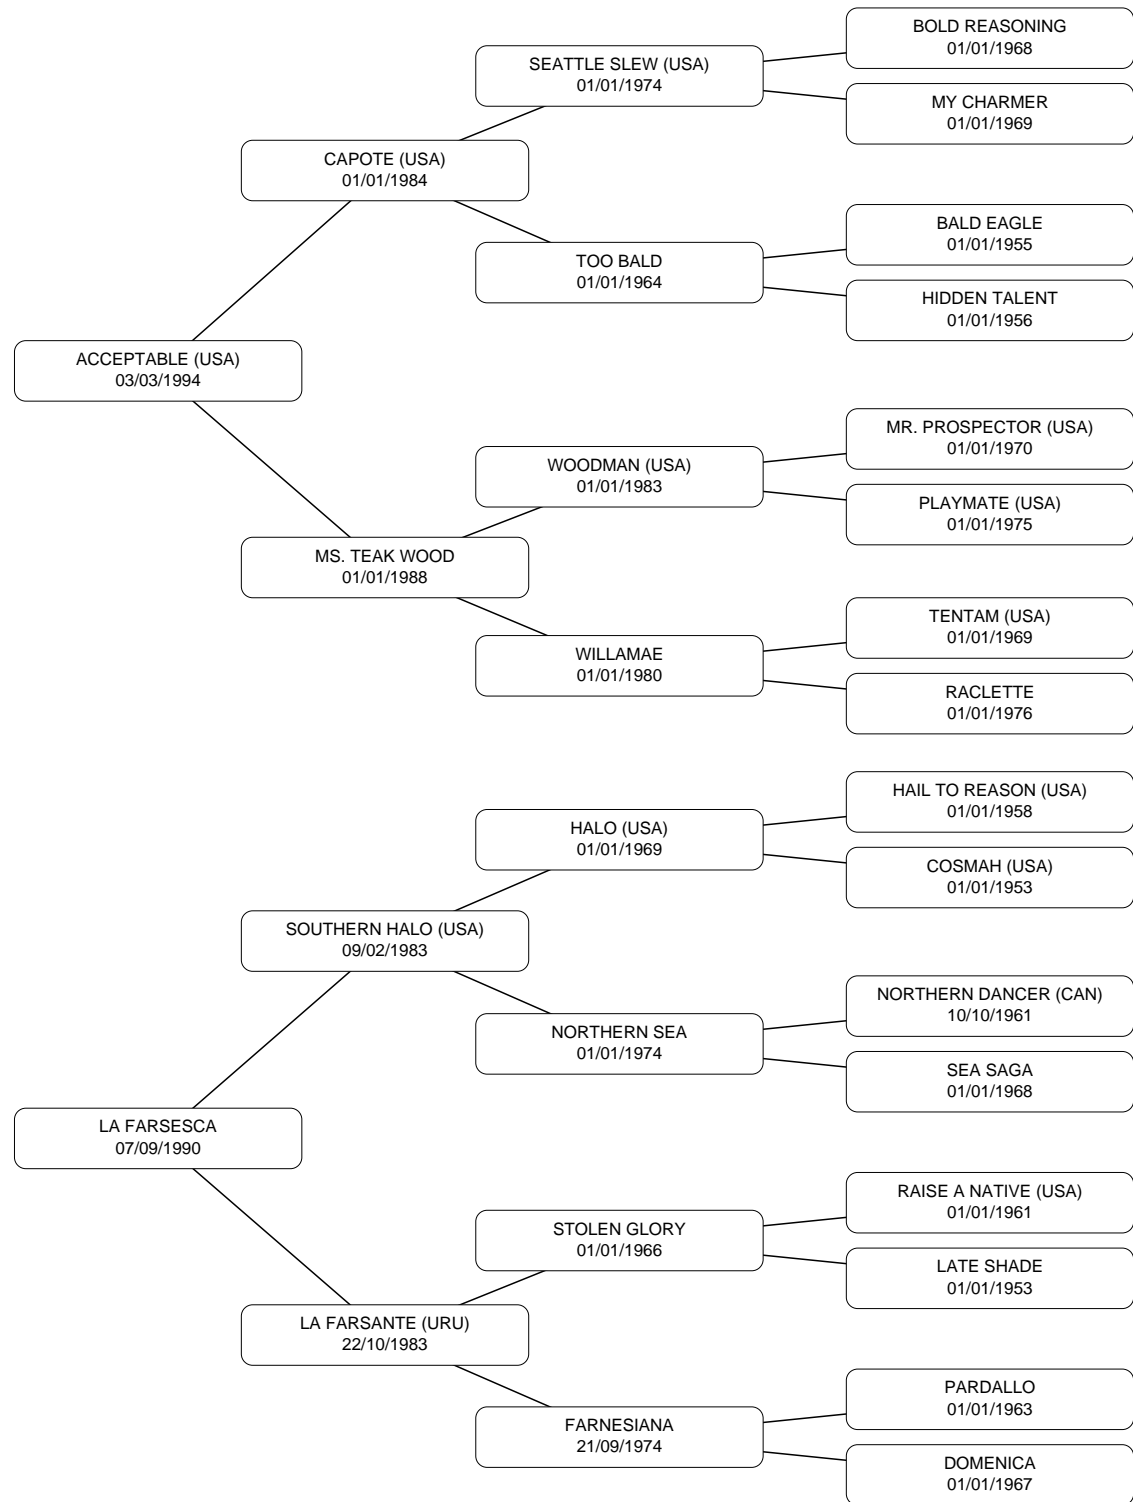 BOLD REASONING
01/01/1968
SEATTLE SLEW (USA)
01/01/1974
MY CHARMER
01/01/1969
CAPOTE (USA)
01/01/1984
BALD EAGLE
01/01/1955
TOO BALD
01/01/1964
HIDDEN TALENT
01/01/1956
ACCEPTABLE (USA)
03/03/1994
MR. PROSPECTOR (USA)
01/01/1970
WOODMAN (USA)
01/01/1983
PLAYMATE (USA)
01/01/1975
MS. TEAK WOOD
01/01/1988
TENTAM (USA)
01/01/1969
WILLAMAE
01/01/1980
RACLETTE
01/01/1976
HAIL TO REASON (USA)
01/01/1958
HALO (USA)
01/01/1969
COSMAH (USA)
01/01/1953
SOUTHERN HALO (USA)
09/02/1983
NORTHERN DANCER (CAN)
10/10/1961
NORTHERN SEA
01/01/1974
SEA SAGA
01/01/1968
LA FARSESCA
07/09/1990
RAISE A NATIVE (USA)
01/01/1961
STOLEN GLORY
01/01/1966
LATE SHADE
01/01/1953
LA FARSANTE (URU)
22/10/1983
PARDALLO
01/01/1963
FARNESIANA
21/09/1974
DOMENICA
01/01/1967